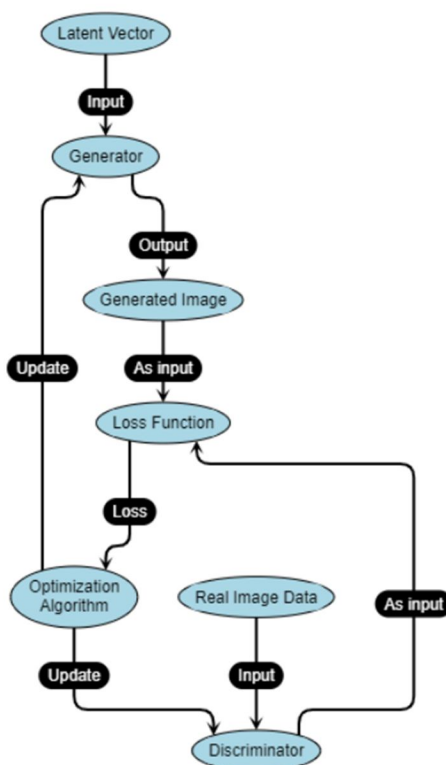 Latent Vector
Input
Generator
Output
Generated Image
Update
As input
Loss Function
Loss
Optimization
Algorithm
Real Image Data
As input
Update
Input
Discriminator